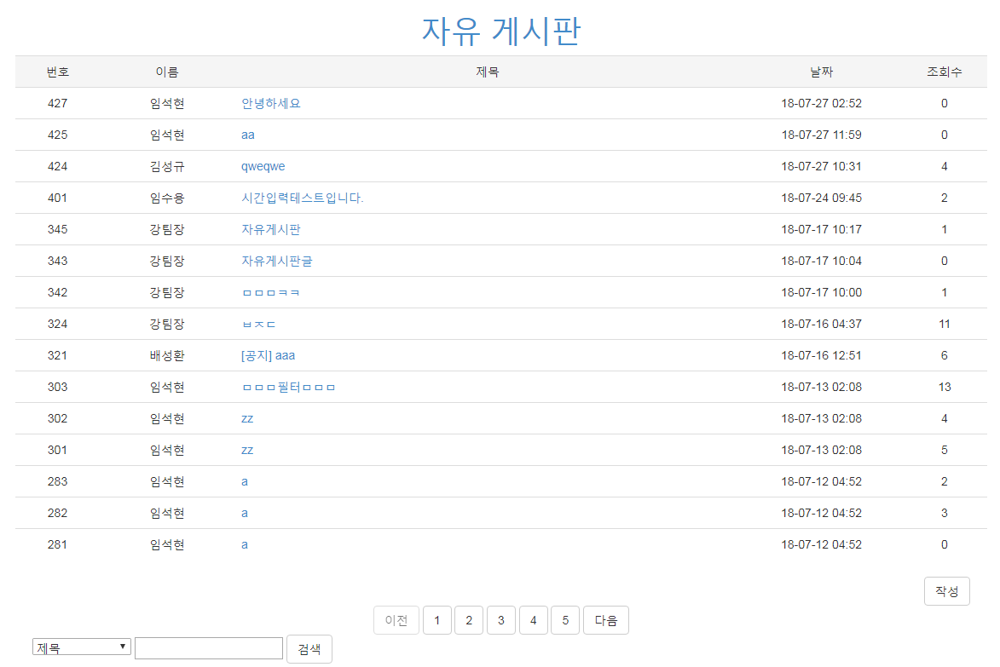 자유 게시판
번호 이름 제목 날짜 조회수
427 임석현 안녕하세요 18-07-27 02:52 0
425 임석현 aa 18-07-27 11:59 0
424 김성규 qweqwe 18-07-27 10:31 4
401 임수용 시간입력테스트입니다. 18-07-24 09:45 2
345 강팀장 자유게시판 18-07-17 10:17 1
343 강팀장 자유게시판글 18-07-17 10:04 0
342 강팀장 ㅁㅁㅁㅋㅋ 18-07-17 10:00 1
324 강팀장 ㅂㅈㄷ 18-07-16 04:37 11
321 배성환 [공지] aaa 18-07-16 12:51 6
303 임석현 ㅁㅁㅁ필터ㅁㅁㅁ 18-07-13 02:08 13
302 임석현 zz 18-07-13 02:08 4
301 임석현 zz 18-07-13 02:08 5
283 임석현 a 18-07-12 04:52 2
282 임석현 a 18-07-12 04:52 3
281 임석현 a 18-07-12 04:52 0
작성
이전 1 2 3 4 5 다음
제목 검색